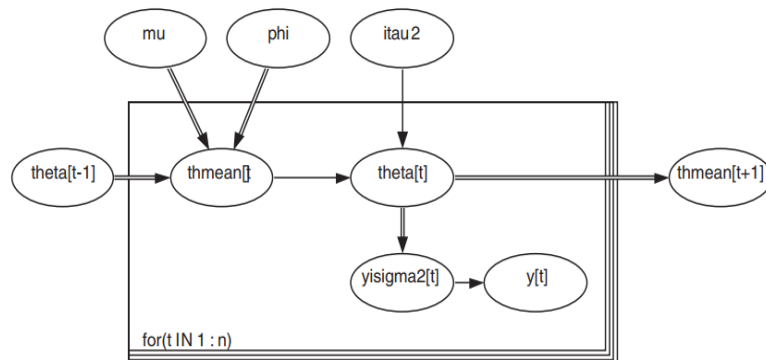 mu
phi
itau2
theta[t-1]
thmean[t]
theta[t]
thmean[t+1]
yisigma2[t]
y[t]
for(t IN 1 : n)